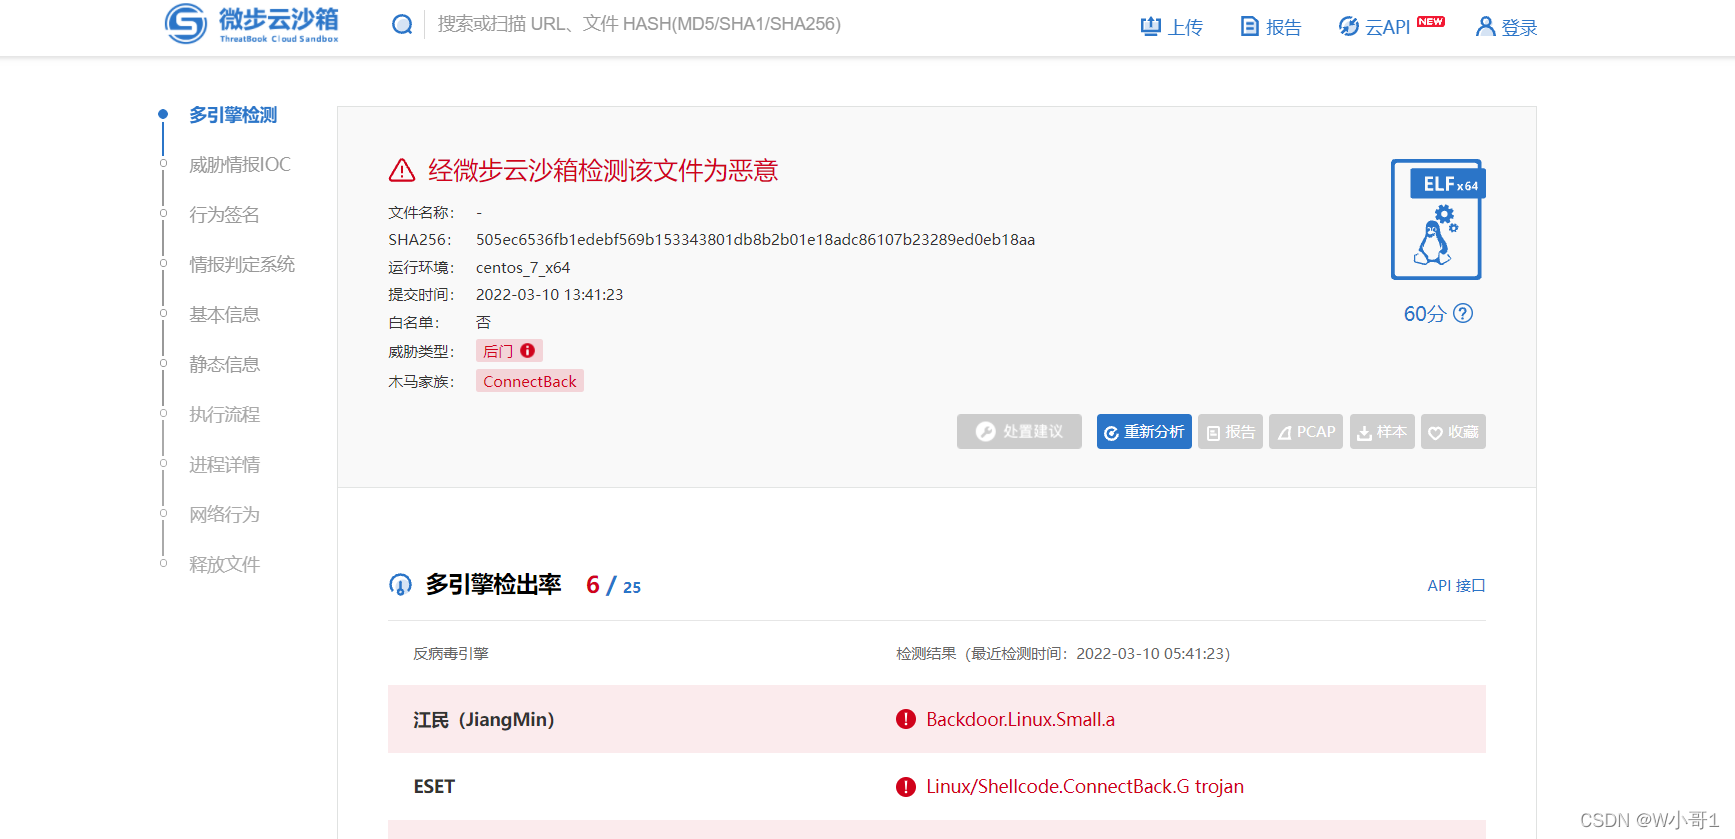 微步云沙箱
ThreatBook Cloud Sandbox
搜索或扫描 URL、文件 HASH(MD5/SHA1/SHA256)
上传
报告
云API NEW
登录
多引擎检测
威胁情报IOC
行为签名
情报判定系统
基本信息
静态信息
执行流程
进程详情
网络行为
释放文件
经微步云沙箱检测该文件为恶意
文件名称： -
SHA256： 505ec6536fb1edebf569b153343801db8b2b01e18adc86107b23289ed0eb18aa
运行环境： centos_7_x64
提交时间： 2022-03-10 13:41:23
白名单： 否
威胁类型： 后门
木马家族： ConnectBack
ELF x64
60分
处置建议
重新分析
报告
PCAP
样本
收藏
多引擎检出率 6 / 25
API 接口
反病毒引擎
检测结果（最近检测时间：2022-03-10 05:41:23）
江民（JiangMin）
Backdoor.Linux.Small.a
ESET
Linux/Shellcode.ConnectBack.G trojan
CSDN @W小哥1